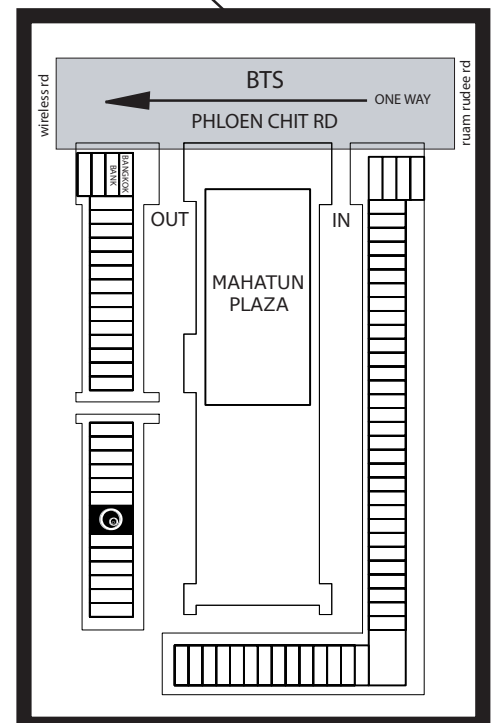 BTS
ONE WAY
PHLOEN CHIT RD
wireless rd
ruam rudee rd
BANGKOK
BANK
OUT
IN
MAHATUN
PLAZA